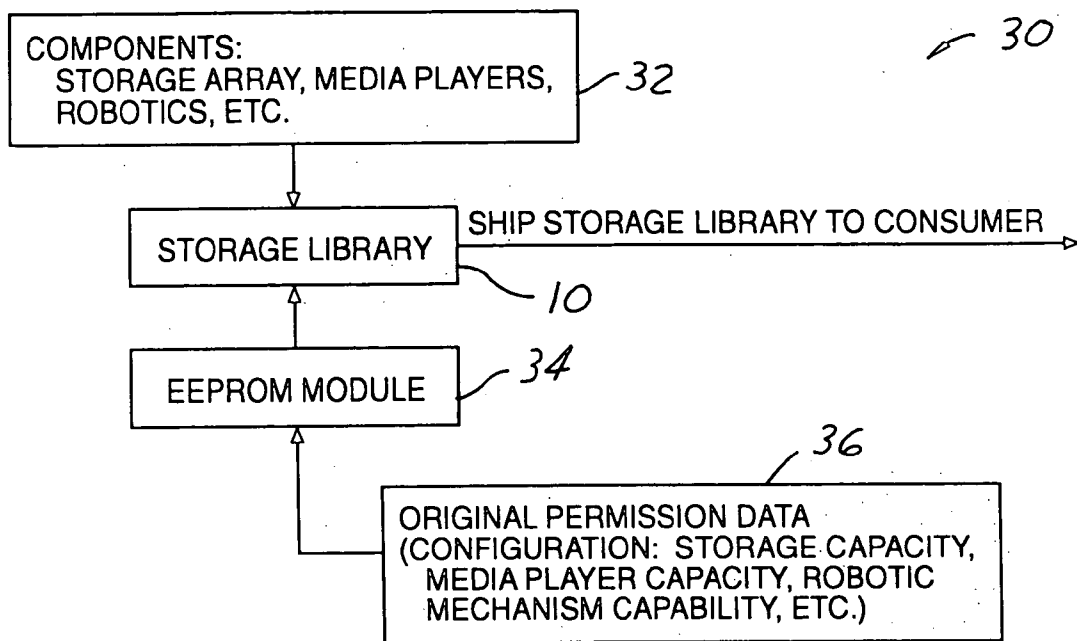 30
COMPONENTS:
STORAGE ARRAY, MEDIA PLAYERS,
ROBOTICS, ETC.
32
STORAGE LIBRARY
SHIP STORAGE LIBRARY TO CONSUMER
10
EEPROM MODULE
34
36
ORIGINAL PERMISSION DATA
(CONFIGURATION: STORAGE CAPACITY,
MEDIA PLAYER CAPACITY, ROBOTIC
MECHANISM CAPABILITY, ETC.)